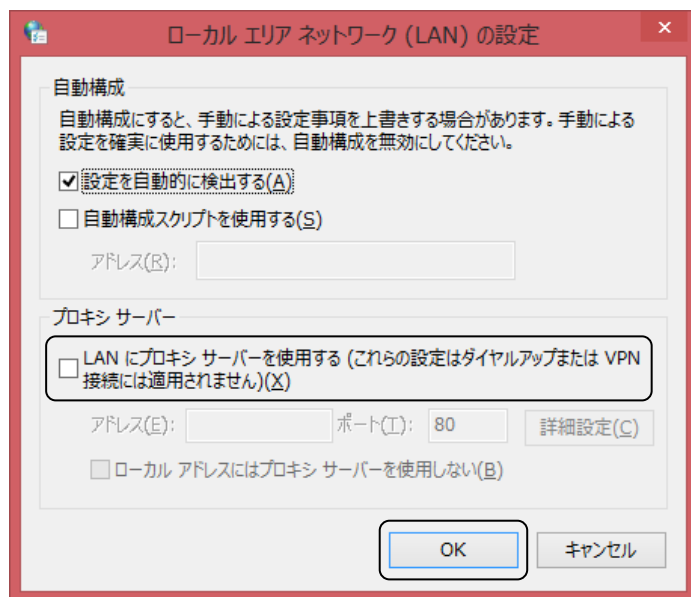 ローカル エリア ネットワーク (LAN) の設定
×
自動構成
自動構成にすると、手動による設定事項を上書きする場合があります。手動による
設定を確実に使用するためには、自動構成を無効にしてください。
設定を自動的に検出する(A)
自動構成スクリプトを使用する(S)
アドレス(R):
プロキシ サーバー
LAN にプロキシ サーバーを使用する (これらの設定はダイヤルアップまたは VPN
接続には適用されません)(X)
アドレス(E): ポート(T): 80 詳細設定(C)
ローカル アドレスにはプロキシ サーバーを使用しない(B)
OK キャンセル